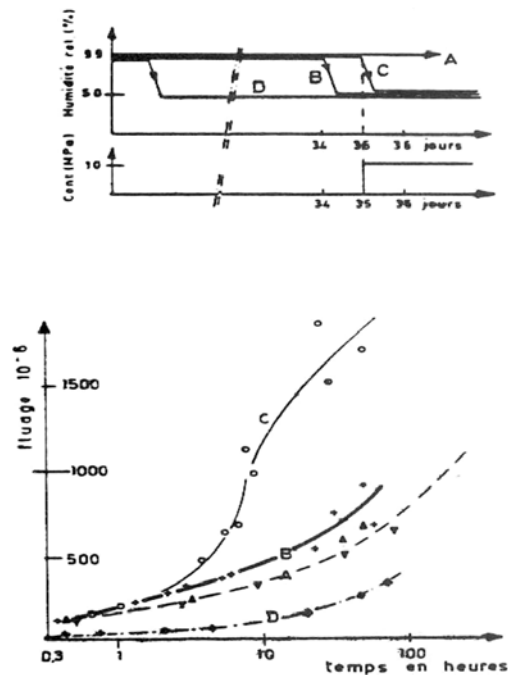 Humidité rel.(%)
99
50
A
B
C
D
34
36
36
jours
Cont(MPa)
10
34
35
36
jours
fluage 10⁻⁶
1500
1000
500
C
B
A
D
0,3
1
10
100
temps en heures